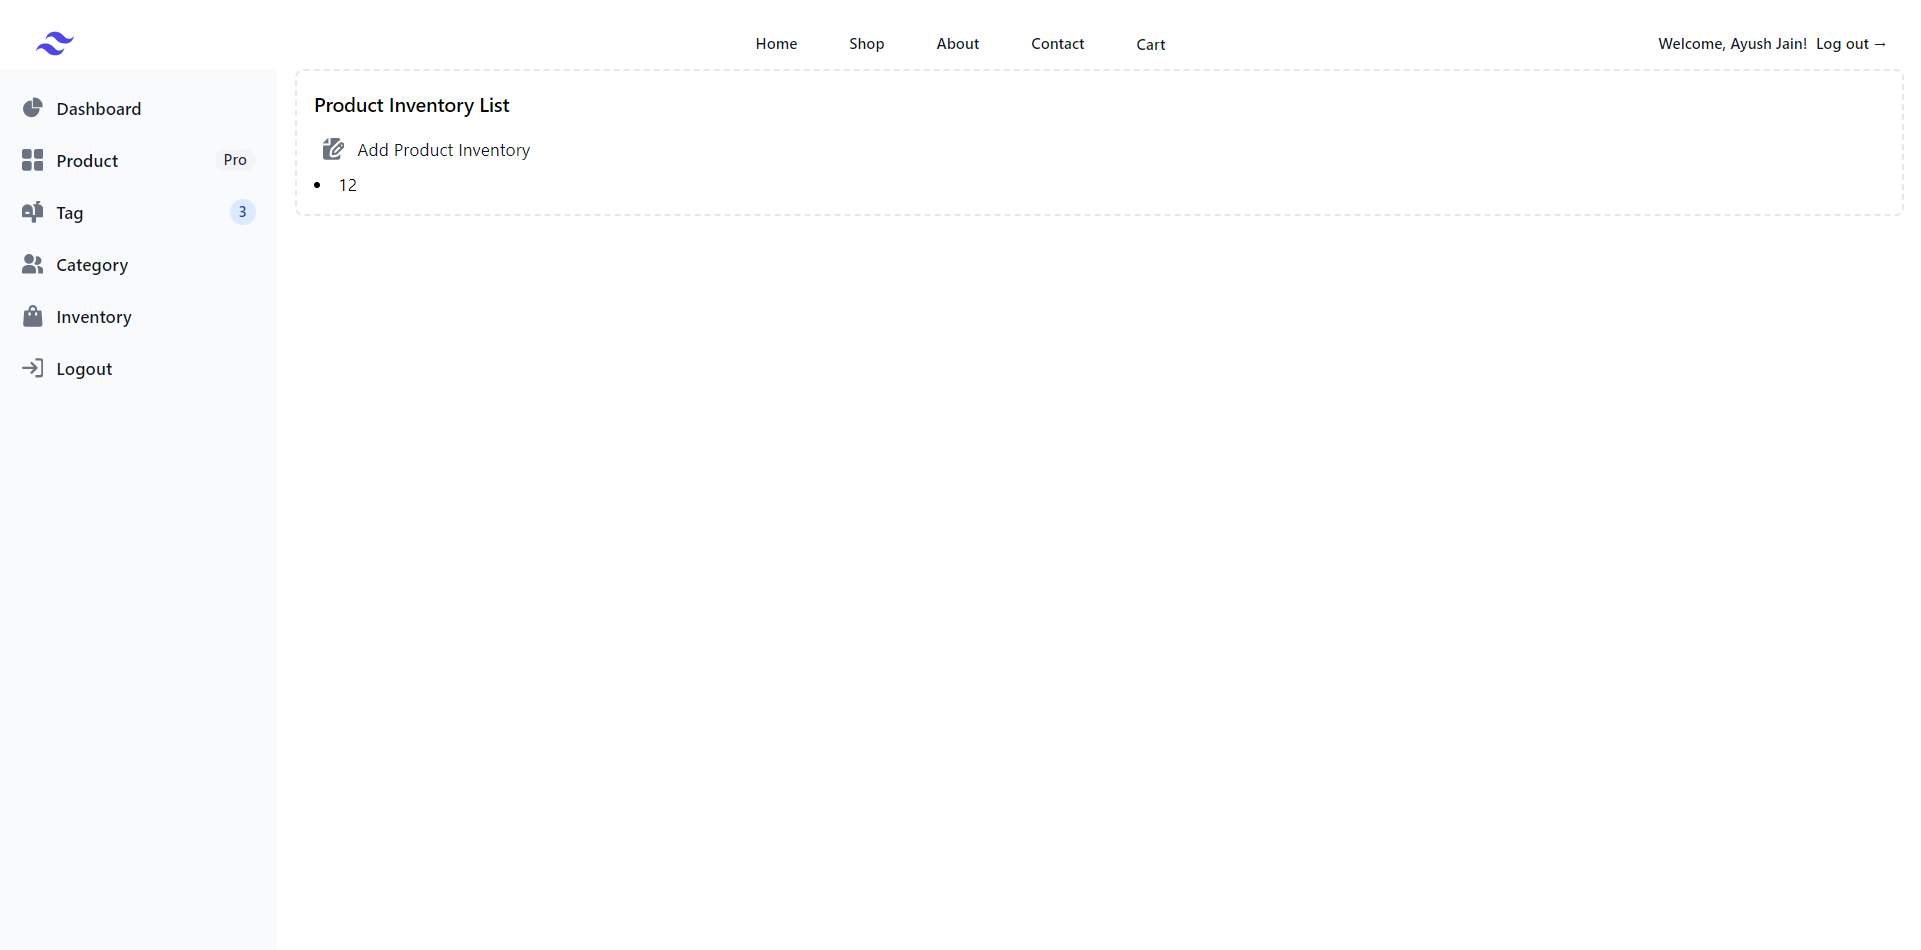 Home Shop About Contact Cart Welcome, Ayush Jain! Log out →
Dashboard
Product Pro
Tag 3
Category
Inventory
Logout
Product Inventory List
Add Product Inventory
• 12